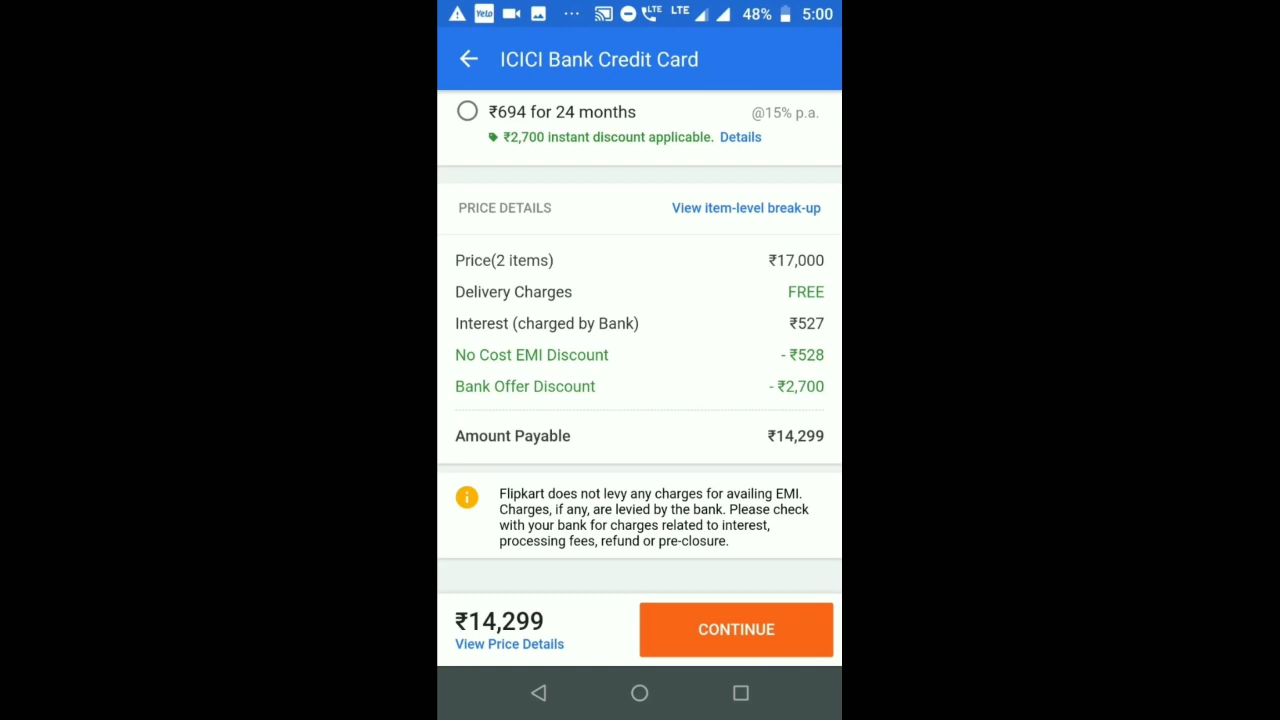 Yelo LTE LTE 48% 5:00
ICICI Bank Credit Card
₹694 for 24 months @15% p.a.
₹2,700 instant discount applicable. Details
PRICE DETAILS View item-level break-up
Price(2 items) ₹17,000
Delivery Charges FREE
Interest (charged by Bank) ₹527
No Cost EMI Discount - ₹528
Bank Offer Discount - ₹2,700
Amount Payable ₹14,299
Flipkart does not levy any charges for availing EMI.
Charges, if any, are levied by the bank. Please check
with your bank for charges related to interest,
processing fees, refund or pre-closure.
₹14,299
View Price Details
CONTINUE